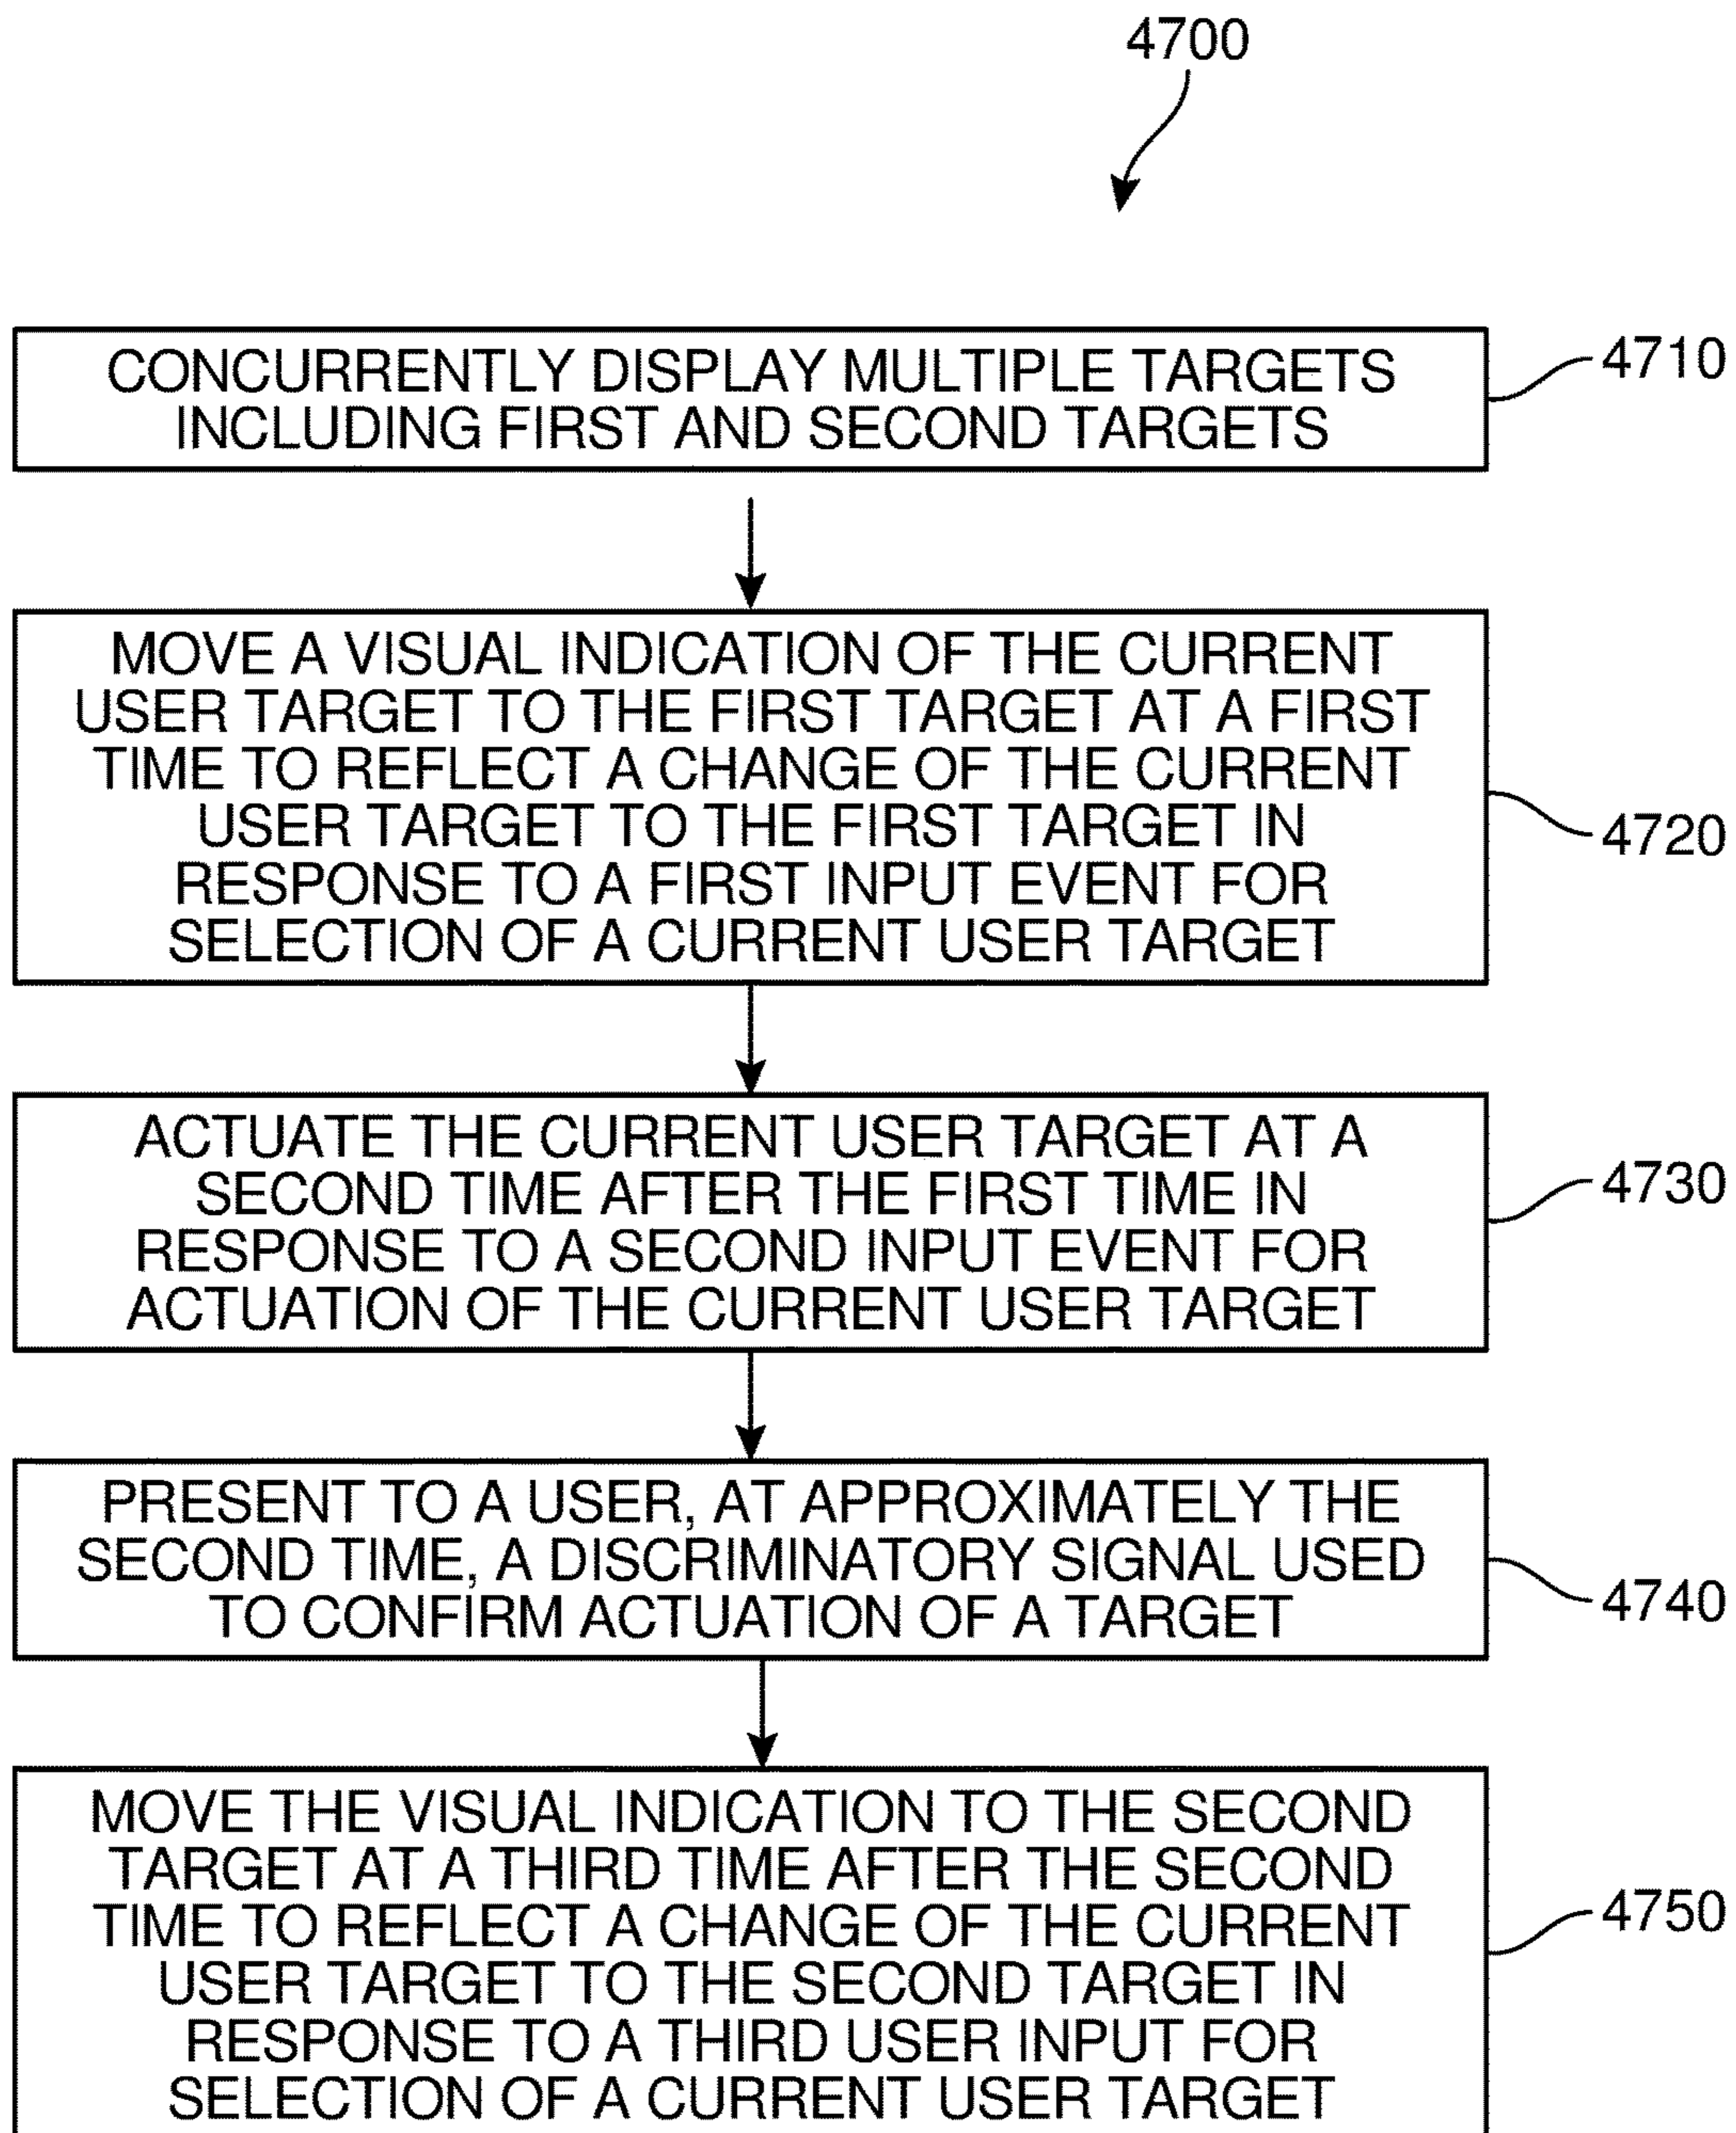 4700
CONCURRENTLY DISPLAY MULTIPLE TARGETS
INCLUDING FIRST AND SECOND TARGETS
4710
MOVE A VISUAL INDICATION OF THE CURRENT
USER TARGET TO THE FIRST TARGET AT A FIRST
TIME TO REFLECT A CHANGE OF THE CURRENT
USER TARGET TO THE FIRST TARGET IN
RESPONSE TO A FIRST INPUT EVENT FOR
SELECTION OF A CURRENT USER TARGET
4720
ACTUATE THE CURRENT USER TARGET AT A
SECOND TIME AFTER THE FIRST TIME IN
RESPONSE TO A SECOND INPUT EVENT FOR
ACTUATION OF THE CURRENT USER TARGET
4730
PRESENT TO A USER, AT APPROXIMATELY THE
SECOND TIME, A DISCRIMINATORY SIGNAL USED
TO CONFIRM ACTUATION OF A TARGET
4740
MOVE THE VISUAL INDICATION TO THE SECOND
TARGET AT A THIRD TIME AFTER THE SECOND
TIME TO REFLECT A CHANGE OF THE CURRENT
USER TARGET TO THE SECOND TARGET IN
RESPONSE TO A THIRD USER INPUT FOR
SELECTION OF A CURRENT USER TARGET
4750